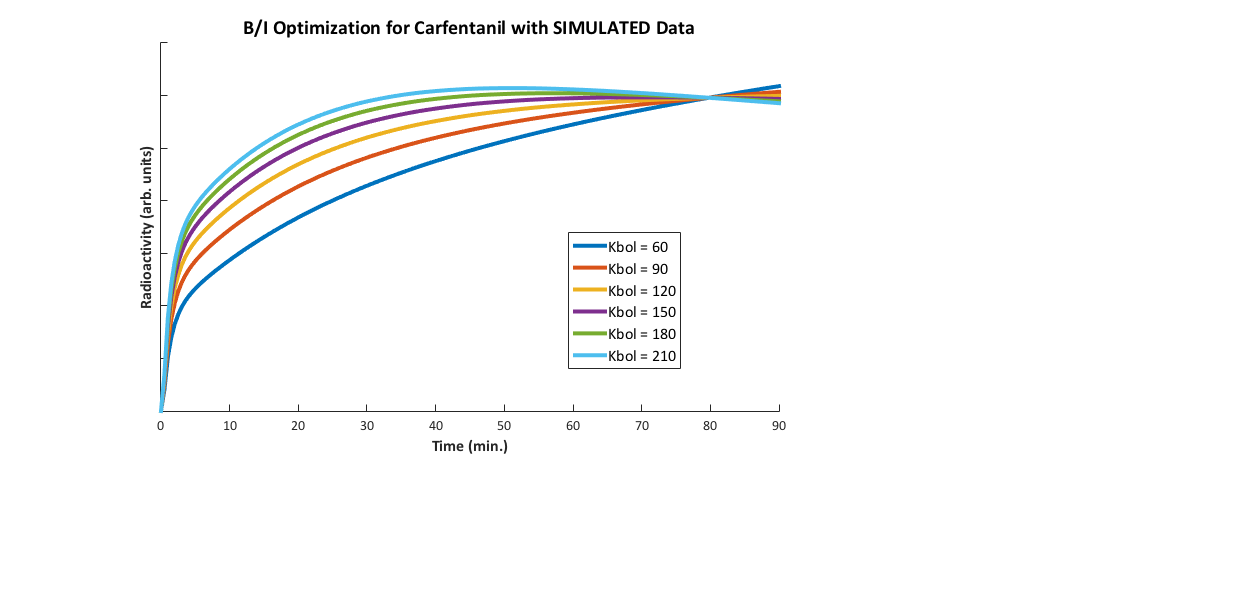 B/I Optimization for Carfentanil with SIMULATED Data
Radioactivity (arb. units)
Kbol = 60
Kbol = 90
Kbol = 120
Kbol = 150
Kbol = 180
Kbol = 210
0 10 20 30 40 50 60 70 80 90
Time (min.)